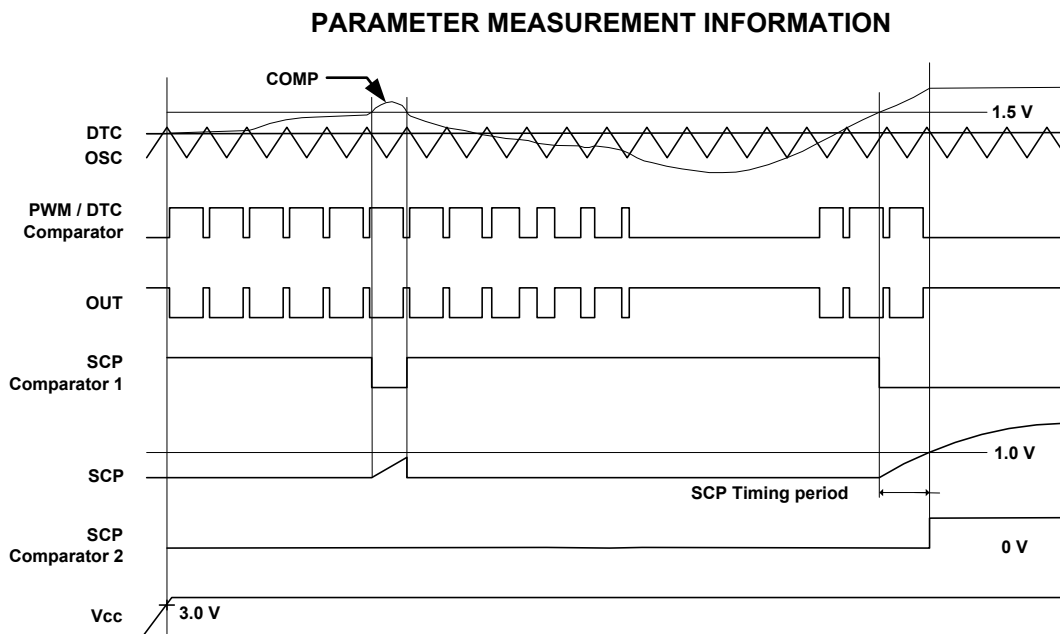 PARAMETER MEASUREMENT INFORMATION
COMP
1.5 V
DTC
OSC
PWM / DTC
Comparator
OUT
SCP
Comparator 1
1.0 V
SCP
SCP Timing period
SCP
Comparator 2
0 V
Vcc
3.0 V